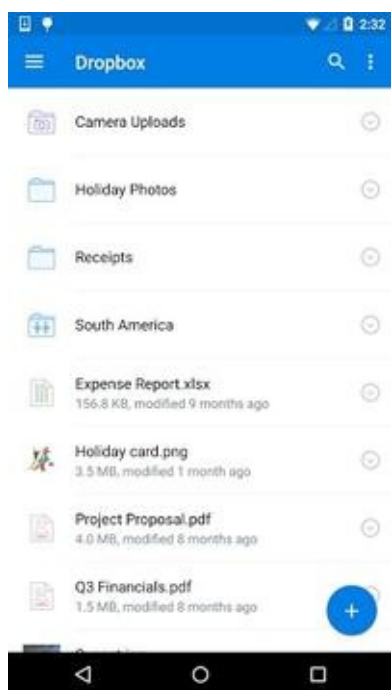 2:32
Dropbox
Camera Uploads
Holiday Photos
Receipts
South America
Expense Report.xlsx
156.8 KB, modified 9 months ago
Holiday card.png
3.5 MB, modified 1 month ago
Project Proposal.pdf
4.0 MB, modified 8 months ago
Q3 Financials.pdf
1.5 MB, modified 8 months ago